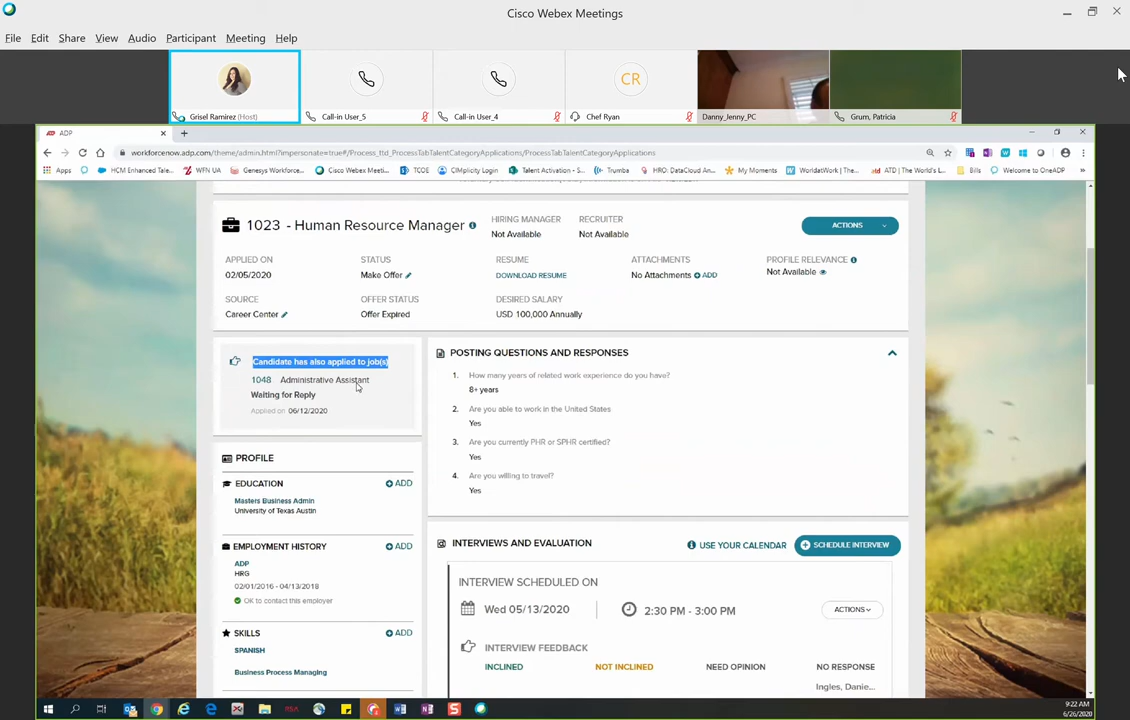 Cisco Webex Meetings
File Edit Share View Audio Participant Meeting Help
CR
Grisel Ramirez (Host) Call-in User_5 Call-in User_4 Chef Ryan Danny_Jenny_PC Grum, Patricia
ADP
workforcenow.adp.com/theme/admin.html?impersonate=true#/Process_ttd_ProcessTabTalentCategoryApplications/ProcessTabTalentCategoryApplications
Apps HCM Enhanced Tale... WFN UA Genesys Workforce... Cisco Webex Meeti... TCOE CIMplicity Login Talent Activation - S... Trumba HRO: DataCloud An... My Moments WorldatWork | The... ATD | The World's L... Bills Welcome to OneADP »
1023 - Human Resource Manager
HIRING MANAGER
Not Available
RECRUITER
Not Available
ACTIONS
APPLIED ON
02/05/2020
STATUS
Make Offer
RESUME
DOWNLOAD RESUME
ATTACHMENTS
No Attachments ADD
PROFILE RELEVANCE
Not Available
SOURCE
Career Center
OFFER STATUS
Offer Expired
DESIRED SALARY
USD 100,000 Annually
Candidate has also applied to job(s)
1048 Administrative Assistant
Waiting for Reply
Applied on 06/12/2020
PROFILE
EDUCATION ADD
Masters Business Admin
University of Texas Austin
EMPLOYMENT HISTORY ADD
ADP
HRG
02/01/2016 - 04/13/2018
OK to contact this employer
SKILLS ADD
SPANISH
Business Process Managing
POSTING QUESTIONS AND RESPONSES
1. How many years of related work experience do you have?
8+ years
2. Are you able to work in the United States
Yes
3. Are you currently PHR or SPHR certified?
Yes
4. Are you willing to travel?
Yes
INTERVIEWS AND EVALUATION USE YOUR CALENDAR SCHEDULE INTERVIEW
INTERVIEW SCHEDULED ON
Wed 05/13/2020 2:30 PM - 3:00 PM ACTIONS
INTERVIEW FEEDBACK
INCLINED NOT INCLINED NEED OPINION NO RESPONSE
Ingles, Danie...
9:22 AM
6/26/2020